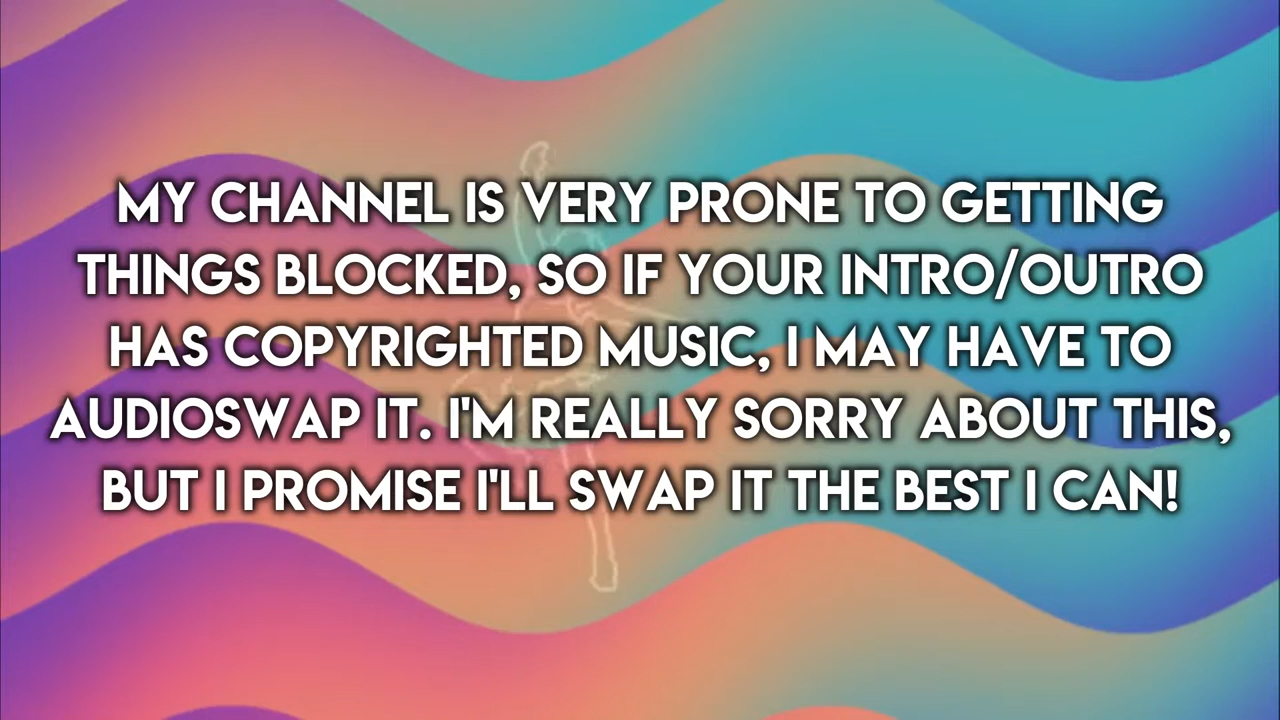 MY CHANNEL IS VERY PRONE TO GETTING
THINGS BLOCKED, SO IF YOUR INTRO/OUTRO
HAS COPYRIGHTED MUSIC, I MAY HAVE TO
AUDIOSWAP IT. I'M REALLY SORRY ABOUT THIS,
BUT I PROMISE I'LL SWAP IT THE BEST I CAN!